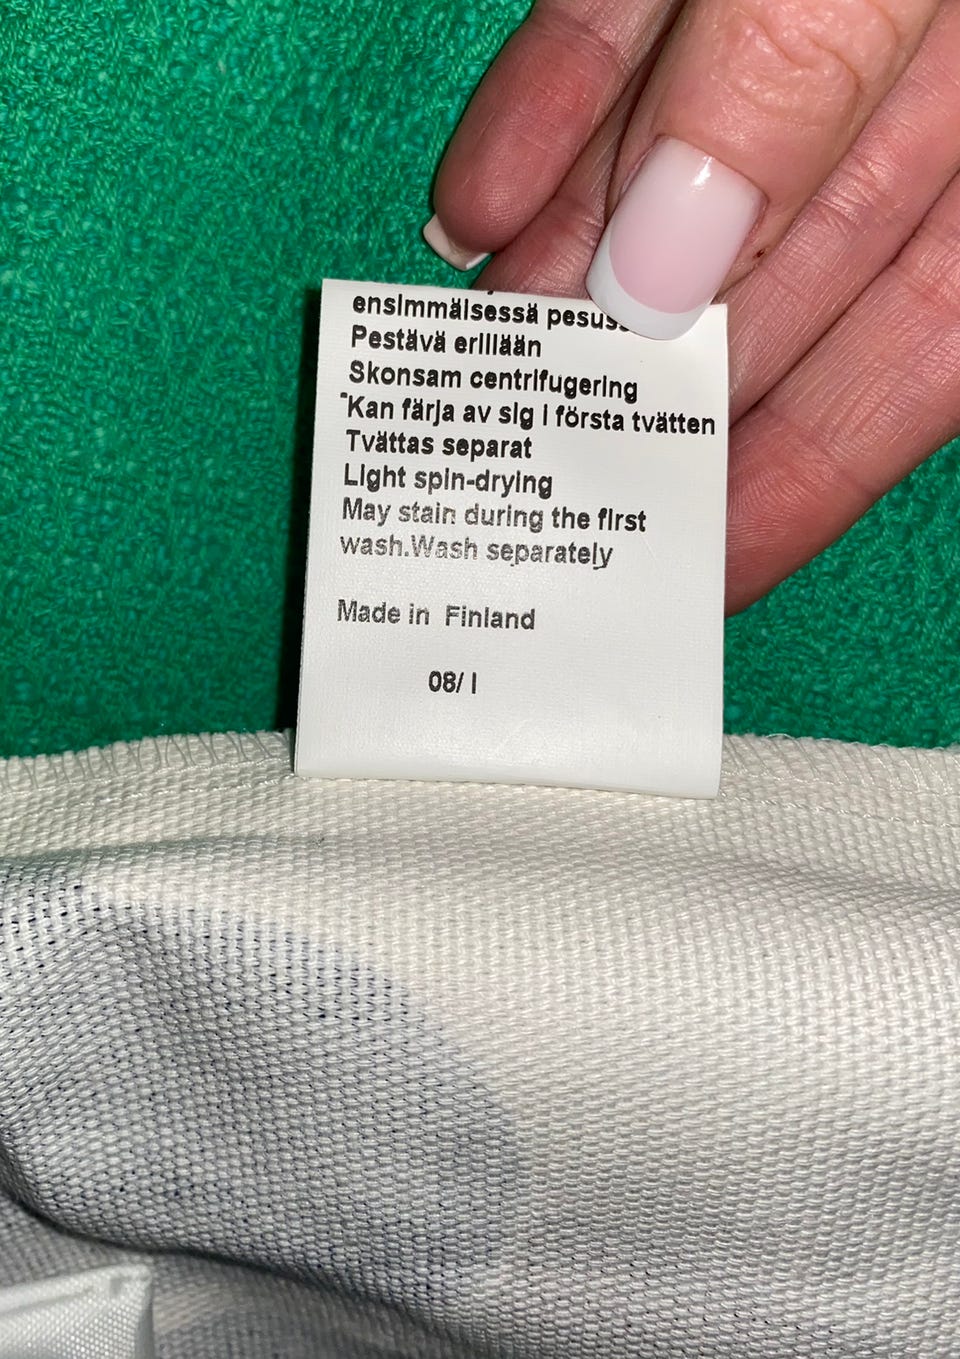 ensimmäisessä
Pestävä erillään
Skonsam centrifugering
Kan färja av sig i första tvätten
Tvättas separat
Light spin-drying
May stain during the first
wash.Wash separately
Made in Finland
08/ I